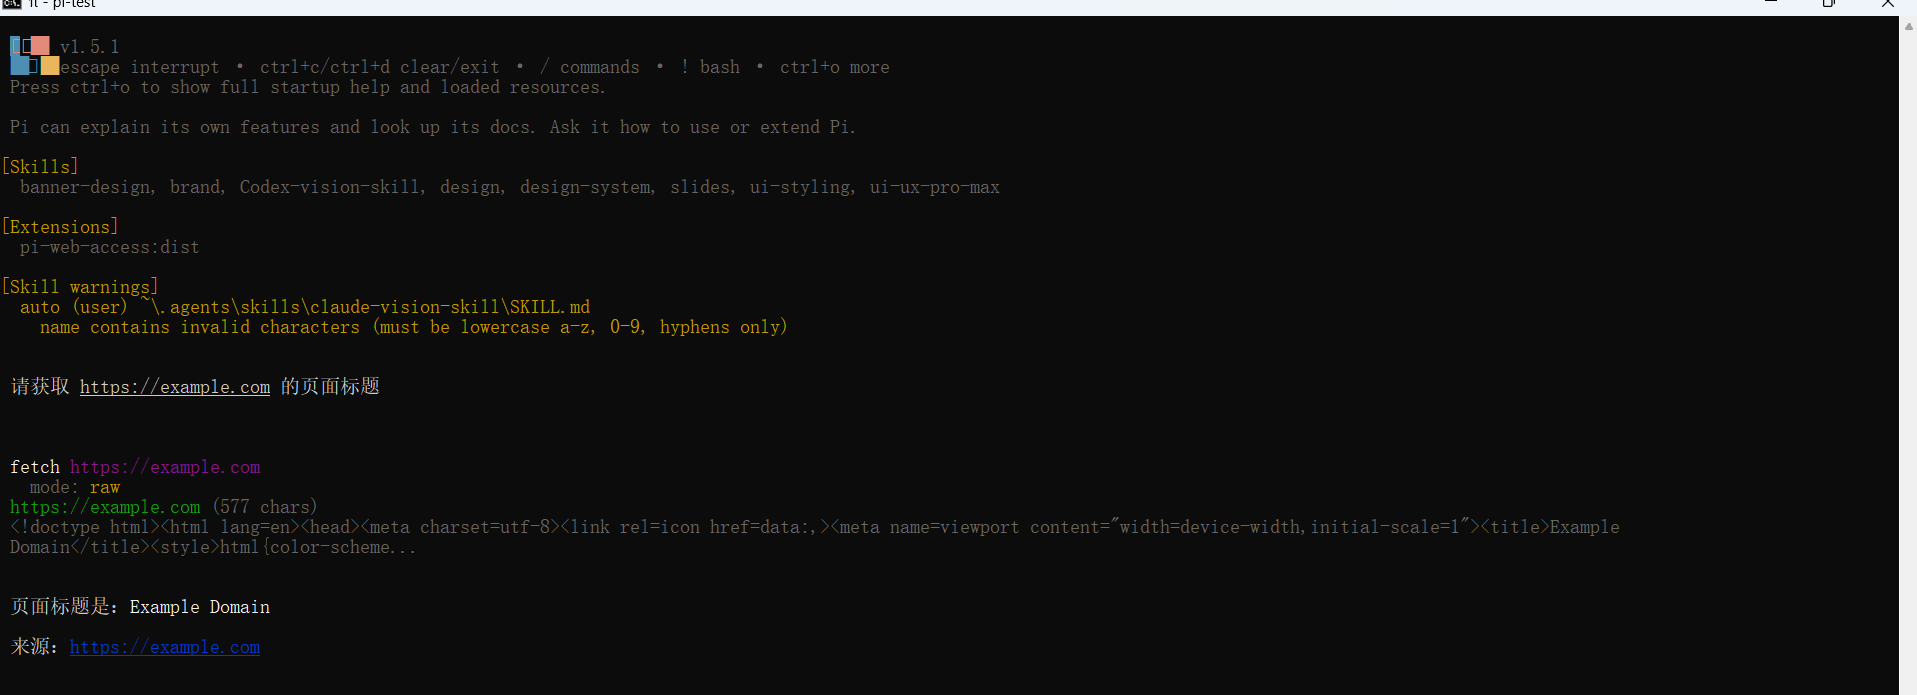 π - pi-test
v1.5.1
escape interrupt • ctrl+c/ctrl+d clear/exit • / commands • ! bash • ctrl+o more
Press ctrl+o to show full startup help and loaded resources.
Pi can explain its own features and look up its docs. Ask it how to use or extend Pi.
[Skills]
banner-design, brand, Codex-vision-skill, design, design-system, slides, ui-styling, ui-ux-pro-max
[Extensions]
pi-web-access:dist
[Skill warnings]
auto (user) ~\.agents\skills\claude-vision-skill\SKILL.md
name contains invalid characters (must be lowercase a-z, 0-9, hyphens only)
请获取 https://example.com 的页面标题
fetch https://example.com
mode: raw
https://example.com (577 chars)
<!doctype html><html lang=en><head><meta charset=utf-8><link rel=icon href=data:,><meta name=viewport content="width=device-width,initial-scale=1"><title>Example
Domain</title><style>html{color-scheme...
页面标题是：Example Domain
来源：https://example.com